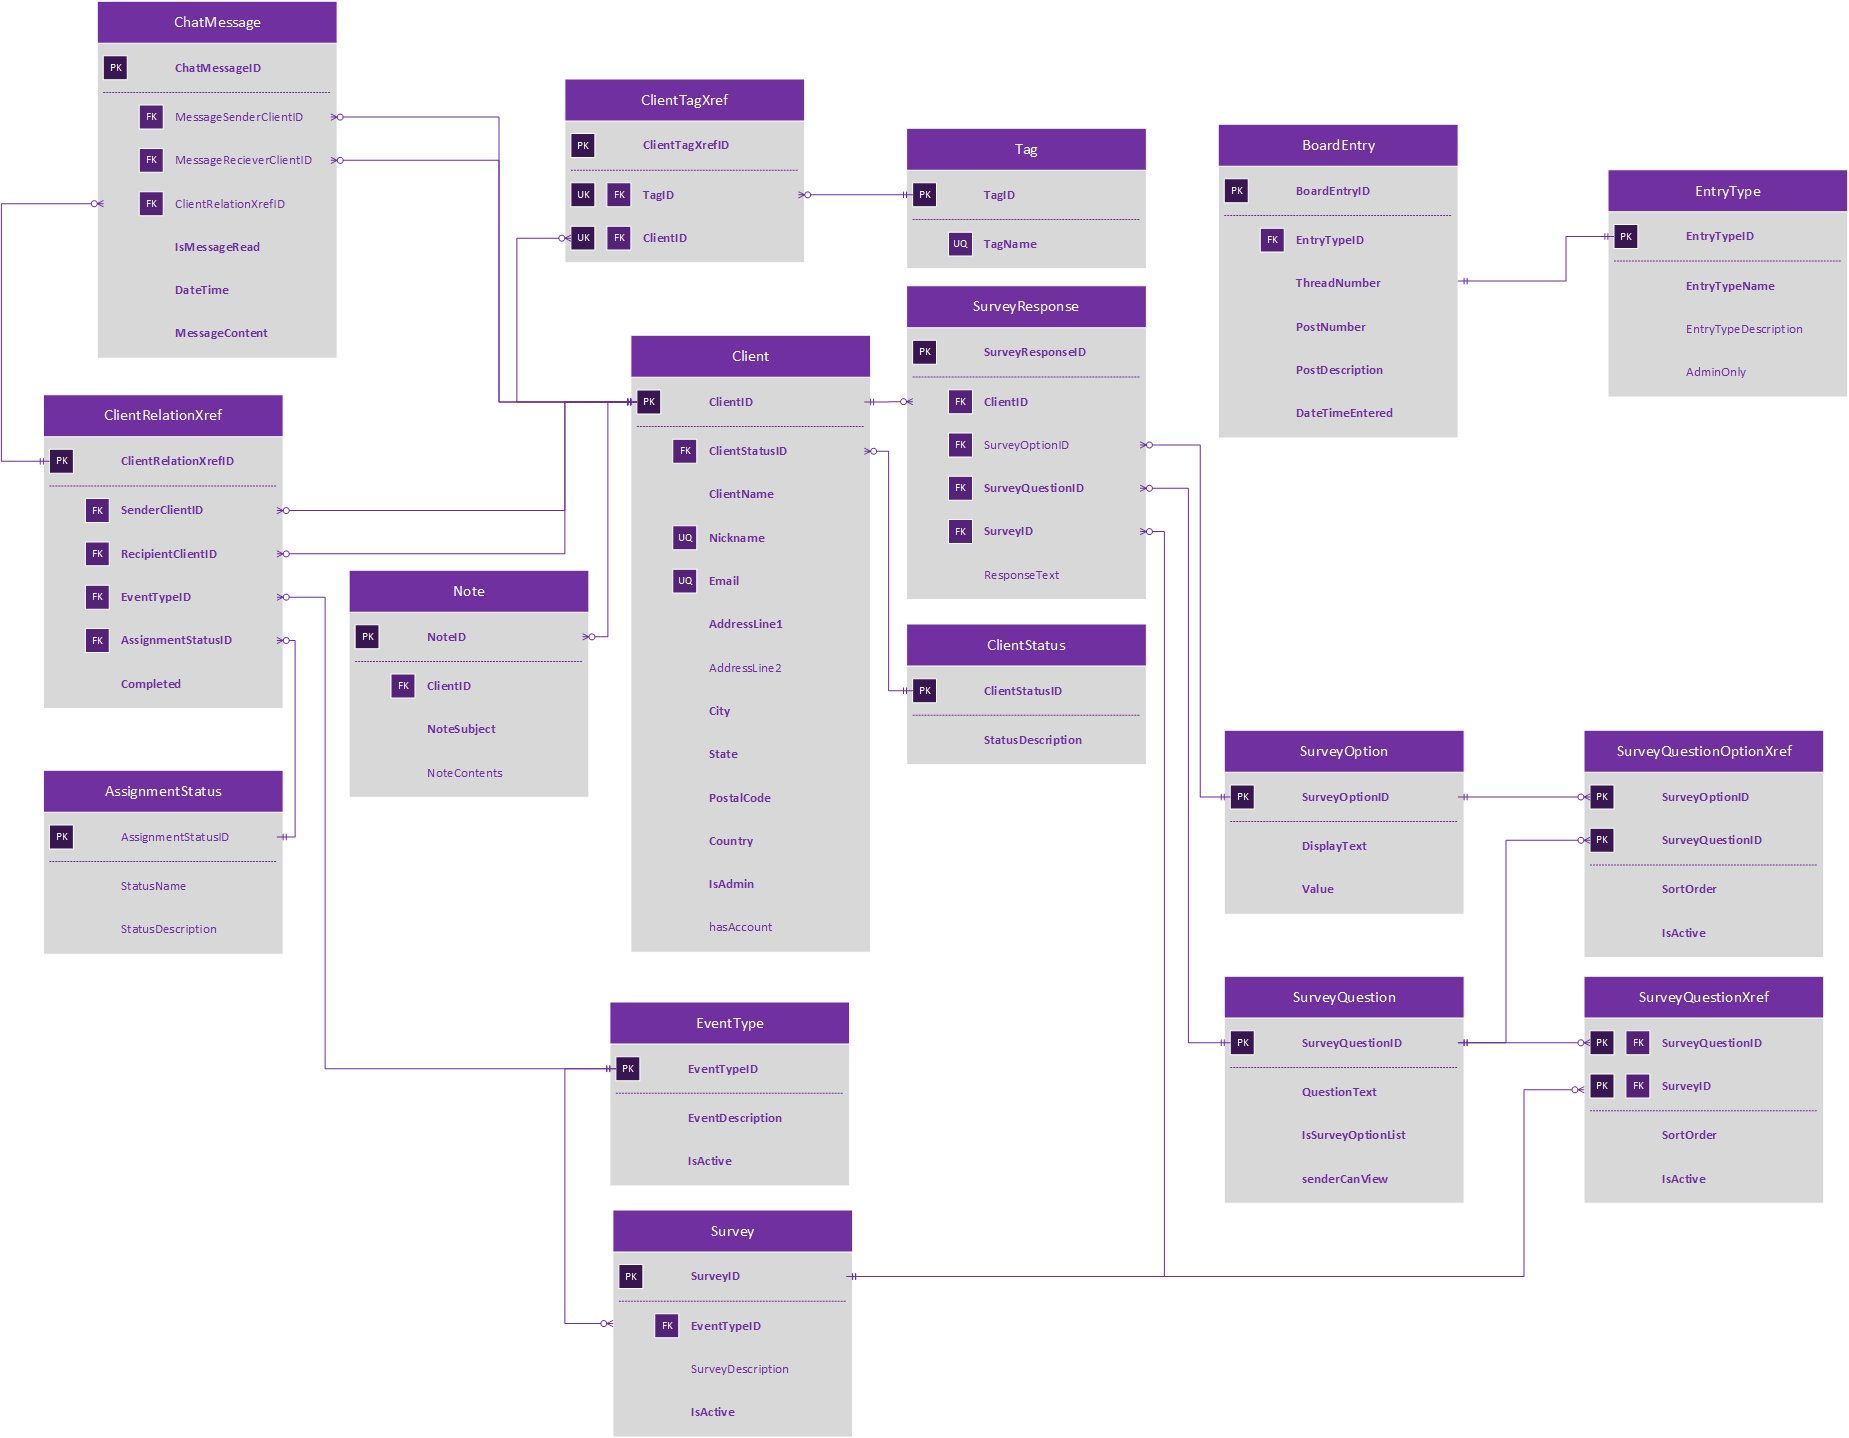 ChatMessage
PK ChatMessageID
FK MessageSenderClientID
FK MessageRecieverClientID
FK ClientRelationXrefID
IsMessageRead
DateTime
MessageContent
ClientTagXref
PK ClientTagXrefID
UK FK TagID
UK FK ClientID
Tag
PK TagID
UQ TagName
BoardEntry
PK BoardEntryID
FK EntryTypeID
ThreadNumber
PostNumber
PostDescription
DateTimeEntered
EntryType
PK EntryTypeID
EntryTypeName
EntryTypeDescription
AdminOnly
SurveyResponse
PK SurveyResponseID
FK ClientID
FK SurveyOptionID
FK SurveyQuestionID
FK SurveyID
ResponseText
Client
PK ClientID
FK ClientStatusID
ClientName
UQ Nickname
UQ Email
AddressLine1
AddressLine2
City
State
PostalCode
Country
IsAdmin
hasAccount
ClientRelationXref
PK ClientRelationXrefID
FK SenderClientID
FK RecipientClientID
FK EventTypeID
FK AssignmentStatusID
Completed
Note
PK NoteID
FK ClientID
NoteSubject
NoteContents
ClientStatus
PK ClientStatusID
StatusDescription
AssignmentStatus
PK AssignmentStatusID
StatusName
StatusDescription
SurveyOption
PK SurveyOptionID
DisplayText
Value
SurveyQuestionOptionXref
PK SurveyOptionID
PK SurveyQuestionID
SortOrder
IsActive
SurveyQuestion
PK SurveyQuestionID
QuestionText
IsSurveyOptionList
senderCanView
SurveyQuestionXref
PK FK SurveyQuestionID
PK FK SurveyID
SortOrder
IsActive
EventType
PK EventTypeID
EventDescription
IsActive
Survey
PK SurveyID
FK EventTypeID
SurveyDescription
IsActive